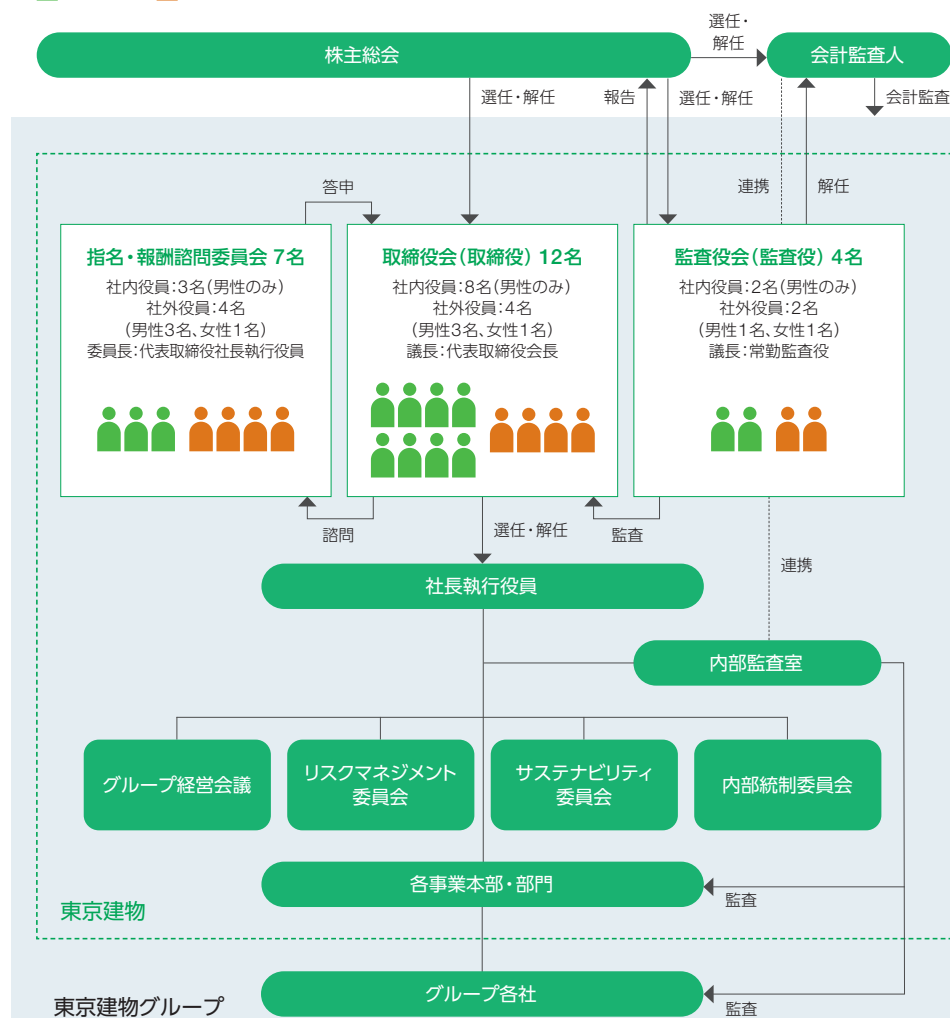 選任・
解任
株主総会
会計監査人
選任・解任
報告
選任・解任
会計監査
答申
連携
解任
指名・報酬諮問委員会 7名
社内役員:3名(男性のみ)
社外役員:4名
(男性3名、女性1名)
委員長:代表取締役社長執行役員
取締役会(取締役) 12名
社内役員:8名(男性のみ)
社外役員:4名
(男性3名、女性1名)
議長:代表取締役会長
監査役会(監査役) 4名
社内役員:2名(男性のみ)
社外役員:2名
(男性1名、女性1名)
議長:常勤監査役
諮問
選任・解任
監査
連携
社長執行役員
内部監査室
グループ経営会議
リスクマネジメント
委員会
サステナビリティ
委員会
内部統制委員会
各事業本部・部門
監査
東京建物
グループ各社
監査
東京建物グループ